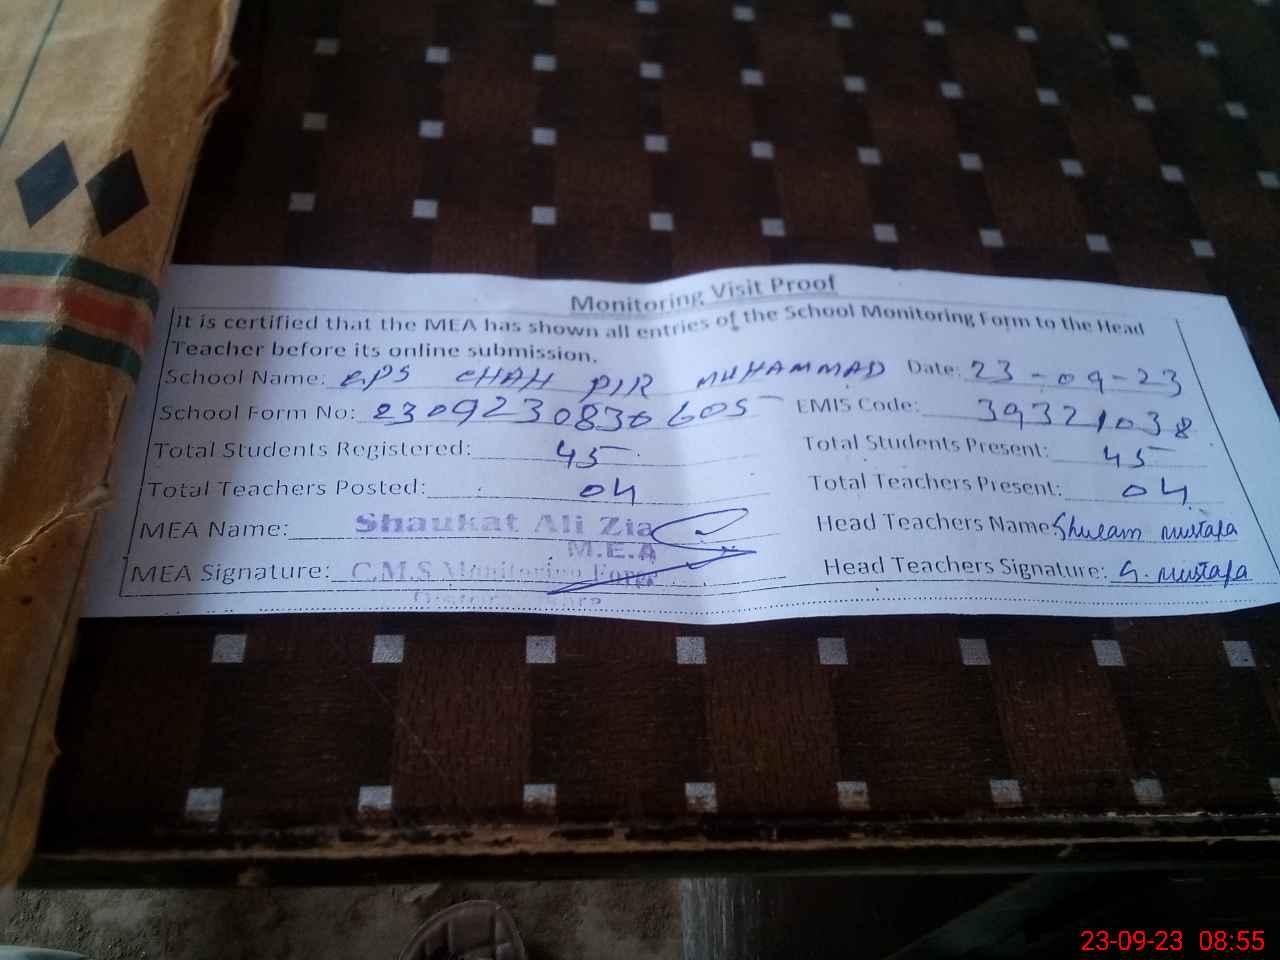 Monitoring Visit Proof
It is certified that the MEA has shown all entries of the School Monitoring Form to the Head
Teacher before its online submission.
School Name: GPS CHAH PIR MUHAMMAD Date: 23-09-23
School Form No: 2309230830605 EMIS Code: 39321038
Total Students Registered: 45 Total Students Present: 45
Total Teachers Posted: 04 Total Teachers Present: 04
MEA Name: Shaukat Ali Zia Head Teachers Name: Ghulam mustafa
M.E.A
MEA Signature: C.M.S Monitoring Force Head Teachers Signature: G. mustafa
District
23-09-23 08:55